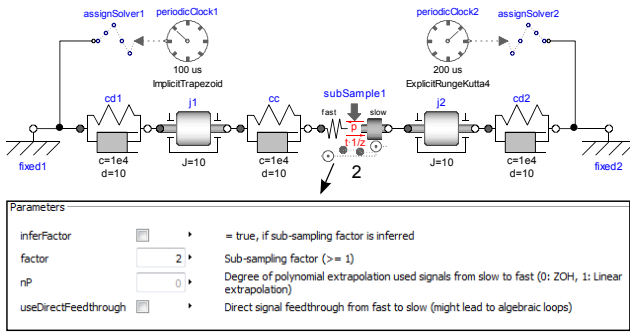 assignSolver1
periodicClock1
periodicClock2
assignSolver2
100 us
200 us
ImplicitTrapezoid
ExplicitRungeKutta4
cd1
j1
cc
subSample1
j2
cd2
fast
slow
p
t·1/z
fixed1
c=1e4
d=10
J=10
c=1e4
d=10
2
J=10
c=1e4
d=10
fixed2
Parameters
inferFactor
= true, if sub-sampling factor is inferred
factor
2
Sub-sampling factor (>= 1)
nP
0
Degree of polynomial extrapolation used signals from slow to fast (0: ZOH, 1: Linear
extrapolation)
useDirectFeedthrough
Direct signal feedthrough from fast to slow (might lead to algebraic loops)